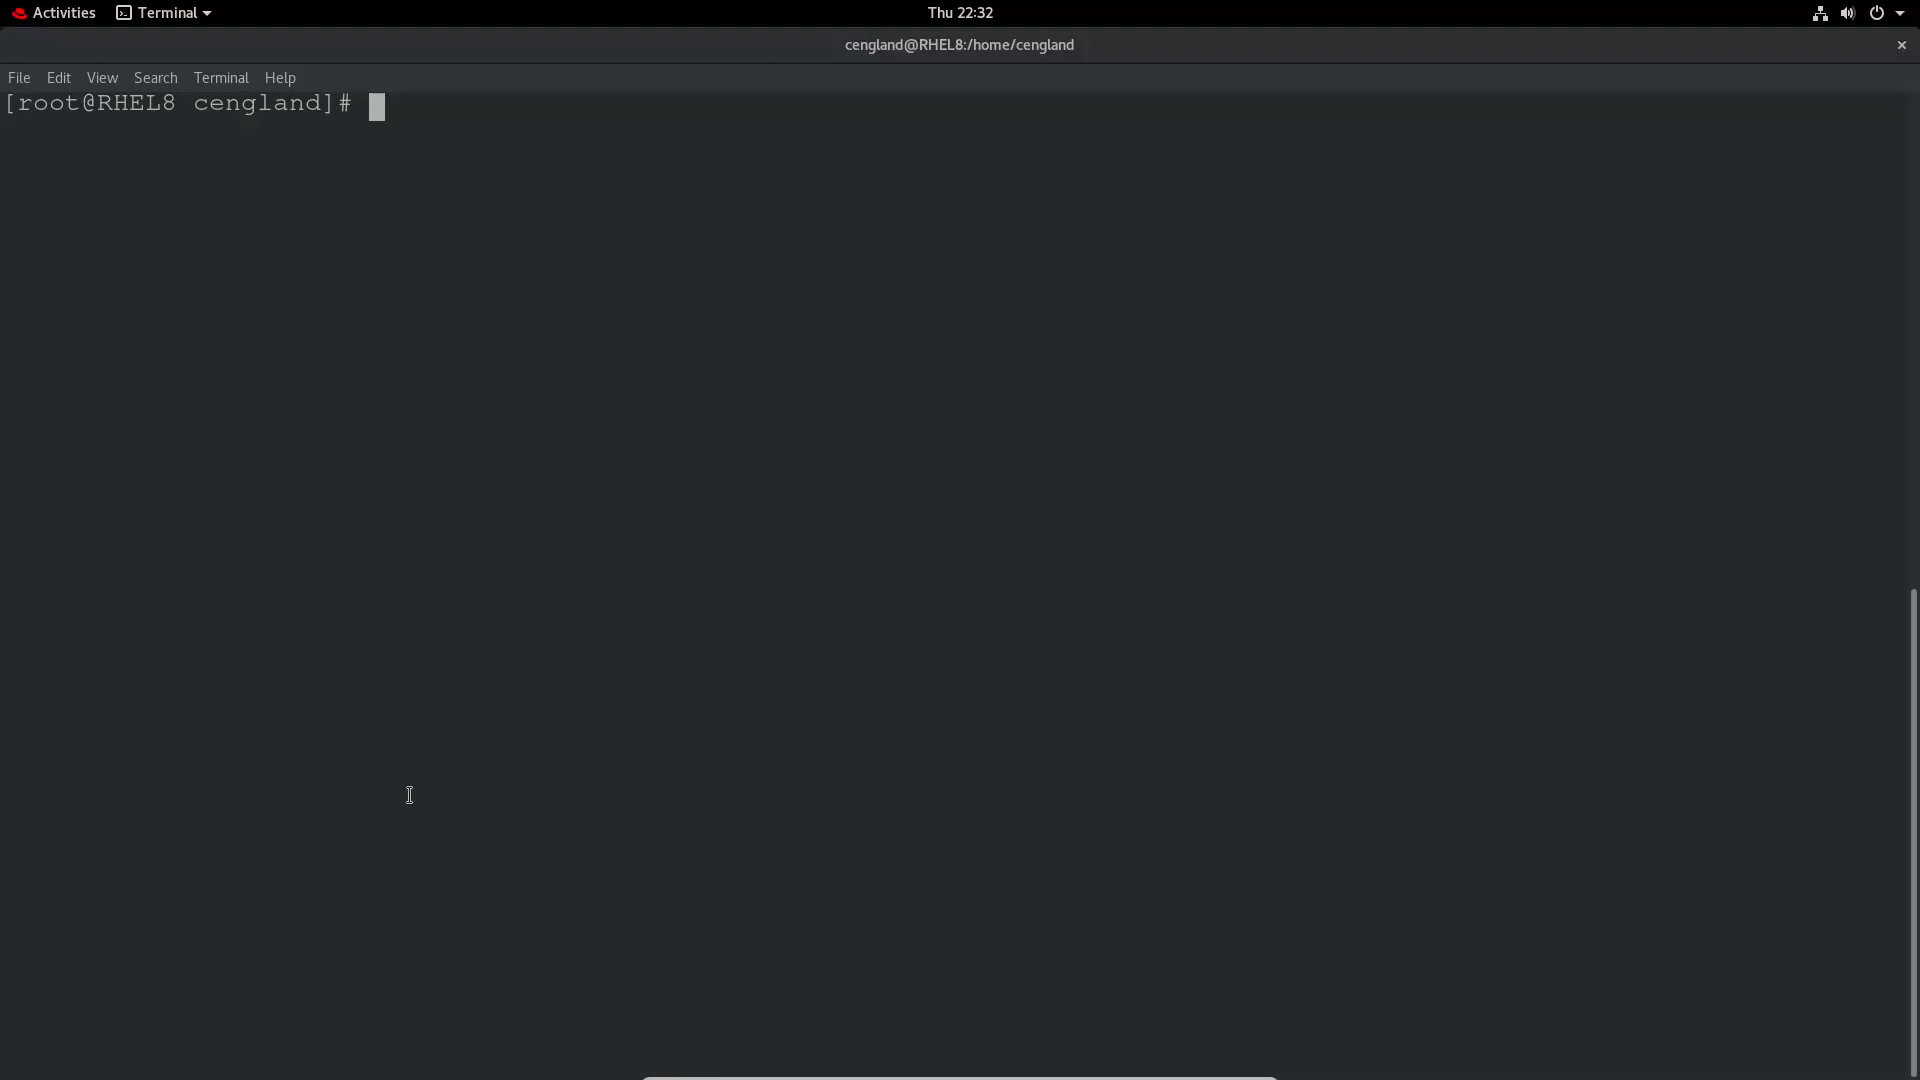 Activities Terminal Thu 22:32
cengland@RHEL8:/home/cengland ×
File Edit View Search Terminal Help
[root@RHEL8 cengland]#